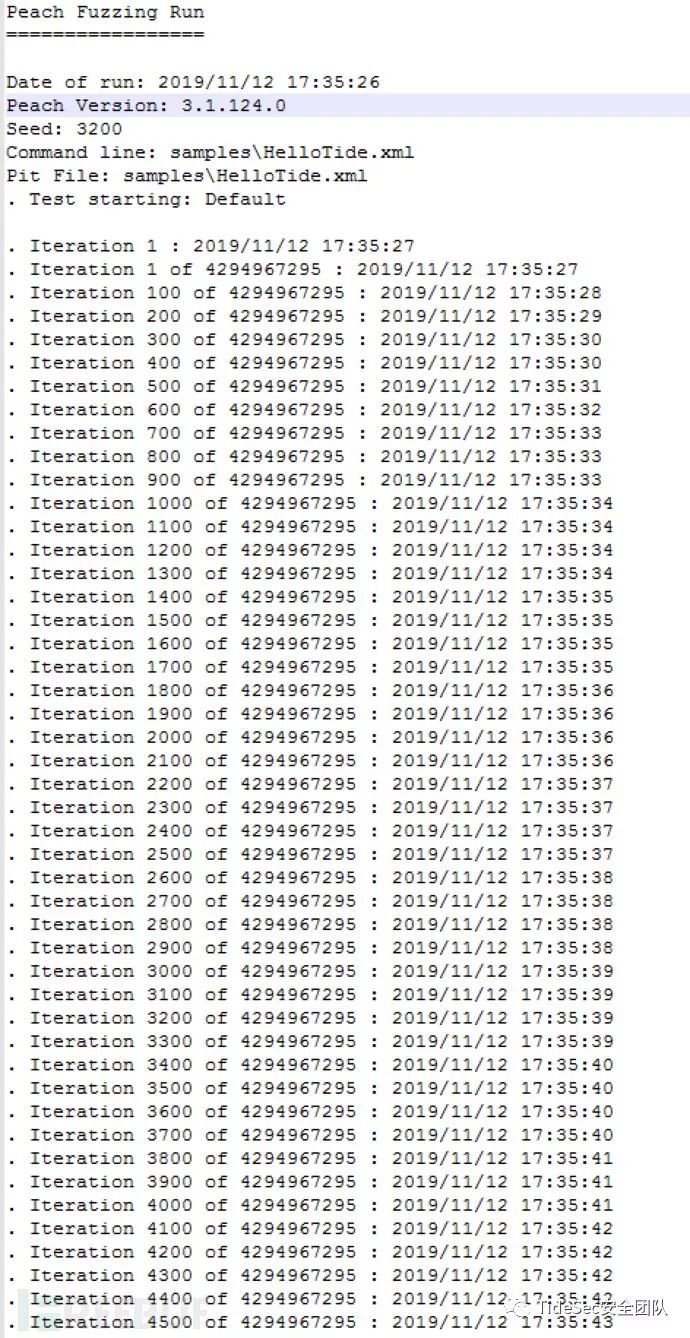 Peach Fuzzing Run
=================
Date of run: 2019/11/12 17:35:26
Peach Version: 3.1.124.0
Seed: 3200
Command line: samples\HelloTide.xml
Pit File: samples\HelloTide.xml
. Test starting: Default
. Iteration 1 : 2019/11/12 17:35:27
. Iteration 1 of 4294967295 : 2019/11/12 17:35:27
. Iteration 100 of 4294967295 : 2019/11/12 17:35:28
. Iteration 200 of 4294967295 : 2019/11/12 17:35:29
. Iteration 300 of 4294967295 : 2019/11/12 17:35:30
. Iteration 400 of 4294967295 : 2019/11/12 17:35:30
. Iteration 500 of 4294967295 : 2019/11/12 17:35:31
. Iteration 600 of 4294967295 : 2019/11/12 17:35:32
. Iteration 700 of 4294967295 : 2019/11/12 17:35:33
. Iteration 800 of 4294967295 : 2019/11/12 17:35:33
. Iteration 900 of 4294967295 : 2019/11/12 17:35:33
. Iteration 1000 of 4294967295 : 2019/11/12 17:35:34
. Iteration 1100 of 4294967295 : 2019/11/12 17:35:34
. Iteration 1200 of 4294967295 : 2019/11/12 17:35:34
. Iteration 1300 of 4294967295 : 2019/11/12 17:35:34
. Iteration 1400 of 4294967295 : 2019/11/12 17:35:35
. Iteration 1500 of 4294967295 : 2019/11/12 17:35:35
. Iteration 1600 of 4294967295 : 2019/11/12 17:35:35
. Iteration 1700 of 4294967295 : 2019/11/12 17:35:35
. Iteration 1800 of 4294967295 : 2019/11/12 17:35:36
. Iteration 1900 of 4294967295 : 2019/11/12 17:35:36
. Iteration 2000 of 4294967295 : 2019/11/12 17:35:36
. Iteration 2100 of 4294967295 : 2019/11/12 17:35:36
. Iteration 2200 of 4294967295 : 2019/11/12 17:35:37
. Iteration 2300 of 4294967295 : 2019/11/12 17:35:37
. Iteration 2400 of 4294967295 : 2019/11/12 17:35:37
. Iteration 2500 of 4294967295 : 2019/11/12 17:35:37
. Iteration 2600 of 4294967295 : 2019/11/12 17:35:38
. Iteration 2700 of 4294967295 : 2019/11/12 17:35:38
. Iteration 2800 of 4294967295 : 2019/11/12 17:35:38
. Iteration 2900 of 4294967295 : 2019/11/12 17:35:38
. Iteration 3000 of 4294967295 : 2019/11/12 17:35:39
. Iteration 3100 of 4294967295 : 2019/11/12 17:35:39
. Iteration 3200 of 4294967295 : 2019/11/12 17:35:39
. Iteration 3300 of 4294967295 : 2019/11/12 17:35:39
. Iteration 3400 of 4294967295 : 2019/11/12 17:35:40
. Iteration 3500 of 4294967295 : 2019/11/12 17:35:40
. Iteration 3600 of 4294967295 : 2019/11/12 17:35:40
. Iteration 3700 of 4294967295 : 2019/11/12 17:35:40
. Iteration 3800 of 4294967295 : 2019/11/12 17:35:41
. Iteration 3900 of 4294967295 : 2019/11/12 17:35:41
. Iteration 4000 of 4294967295 : 2019/11/12 17:35:41
. Iteration 4100 of 4294967295 : 2019/11/12 17:35:42
. Iteration 4200 of 4294967295 : 2019/11/12 17:35:42
. Iteration 4300 of 4294967295 : 2019/11/12 17:35:42
. Iteration 4400 of 4294967295 : 2019/11/12 17:35:42
. Iteration 4500 of 4294967295 : 2019/11/12 17:35:43
TideSec安全团队